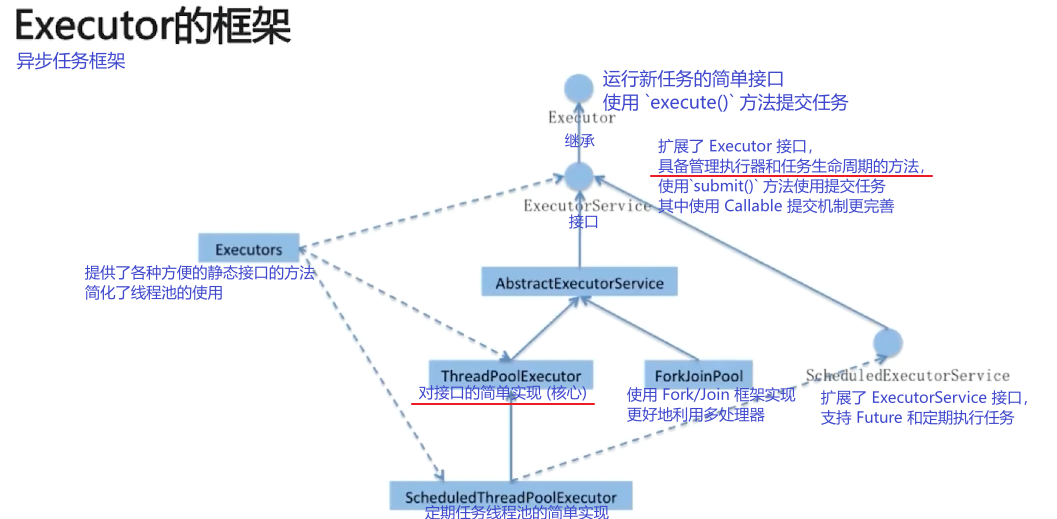 Executor的框架
异步任务框架
运行新任务的简单接口
使用 `execute()` 方法提交任务
Executor
继承
扩展了 Executor 接口，
具备管理执行器和任务生命周期的方法，
使用`submit()` 方法使用提交任务
其中使用 Callable 提交机制更完善
ExecutorService
接口
Executors
提供了各种方便的静态接口的方法
简化了线程池的使用
AbstractExecutorService
ThreadPoolExecutor
对接口的简单实现 (核心)
ForkJoinPool
使用 Fork/Join 框架实现
更好地利用多处理器
ScheduledExecutorService
扩展了 ExecutorService 接口，
支持 Future 和定期执行任务
ScheduledThreadPoolExecutor
定期任务线程池的简单实现